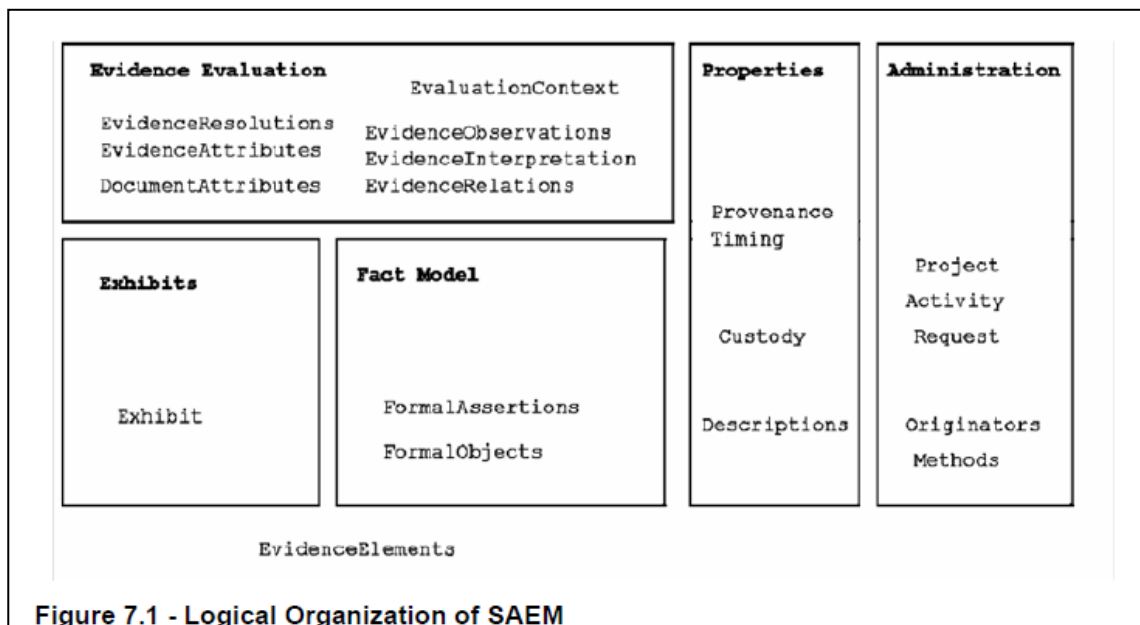 Evidence Evaluation
EvaluationContext
EvidenceResolutions
EvidenceAttributes
DocumentAttributes
EvidenceObservations
EvidenceInterpretation
EvidenceRelations
Exhibits
Exhibit
Fact Model
FormalAssertions
FormalObjects
Properties
Provenance
Timing
Custody
Descriptions
Administration
Project
Activity
Request
Originators
Methods
EvidenceElements
Figure 7.1 - Logical Organization of SAEM